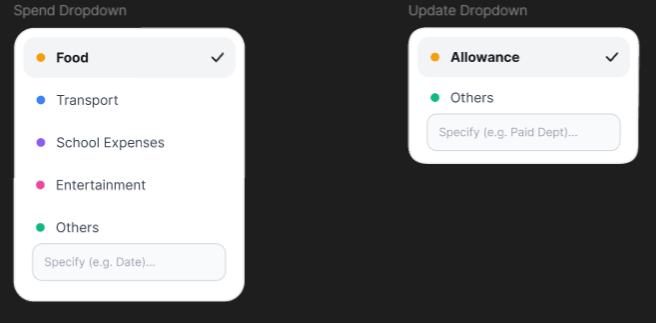 Spend Dropdown
Food
Transport
School Expenses
Entertainment
Others
Specify (e.g. Date)...
Update Dropdown
Allowance
Others
Specify (e.g. Paid Dept)...